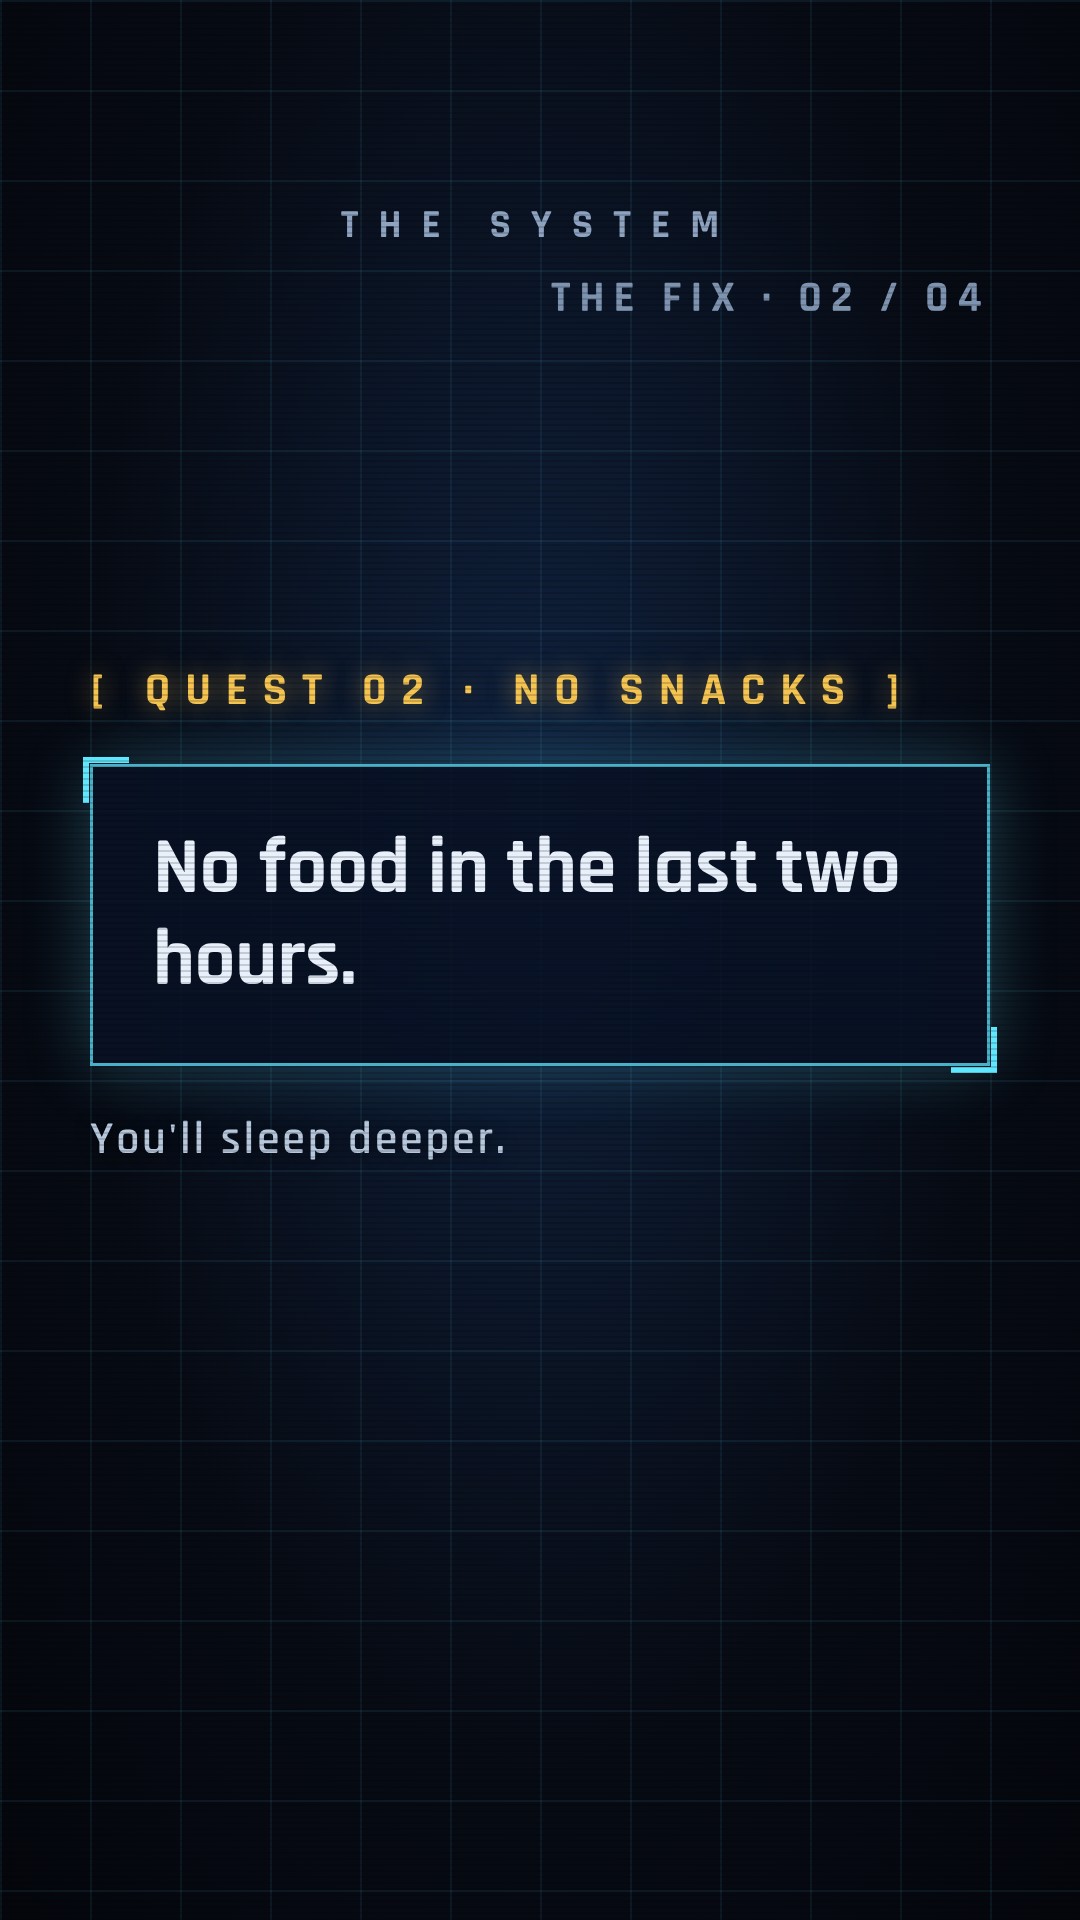 THE SYSTEM
THE FIX · 02 / 04
[ QUEST 02 · NO SNACKS ]
No food in the last two
hours.
You'll sleep deeper.